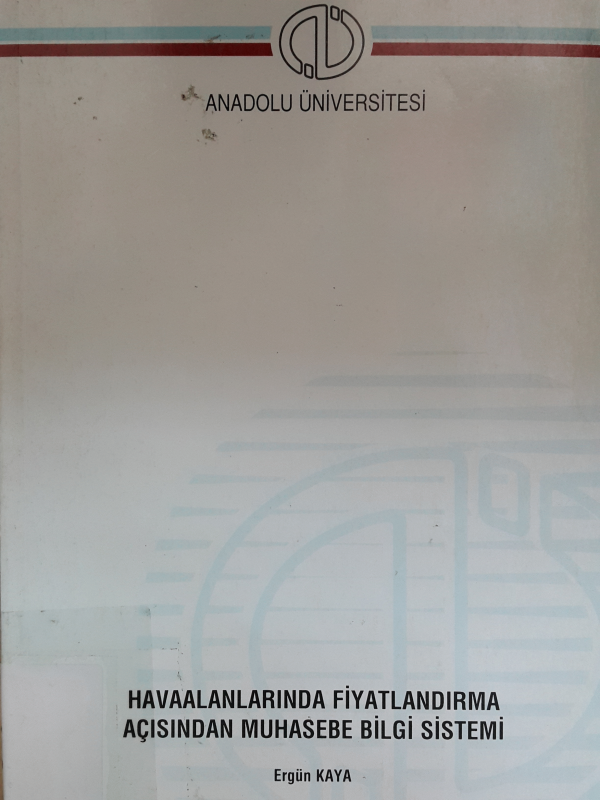 ANADOLU ÜNİVERSİTESİ
HAVAALANLARINDA FİYATLANDIRMA
AÇISINDAN MUHASEBE BİLGİ SİSTEMİ
Ergün KAYA